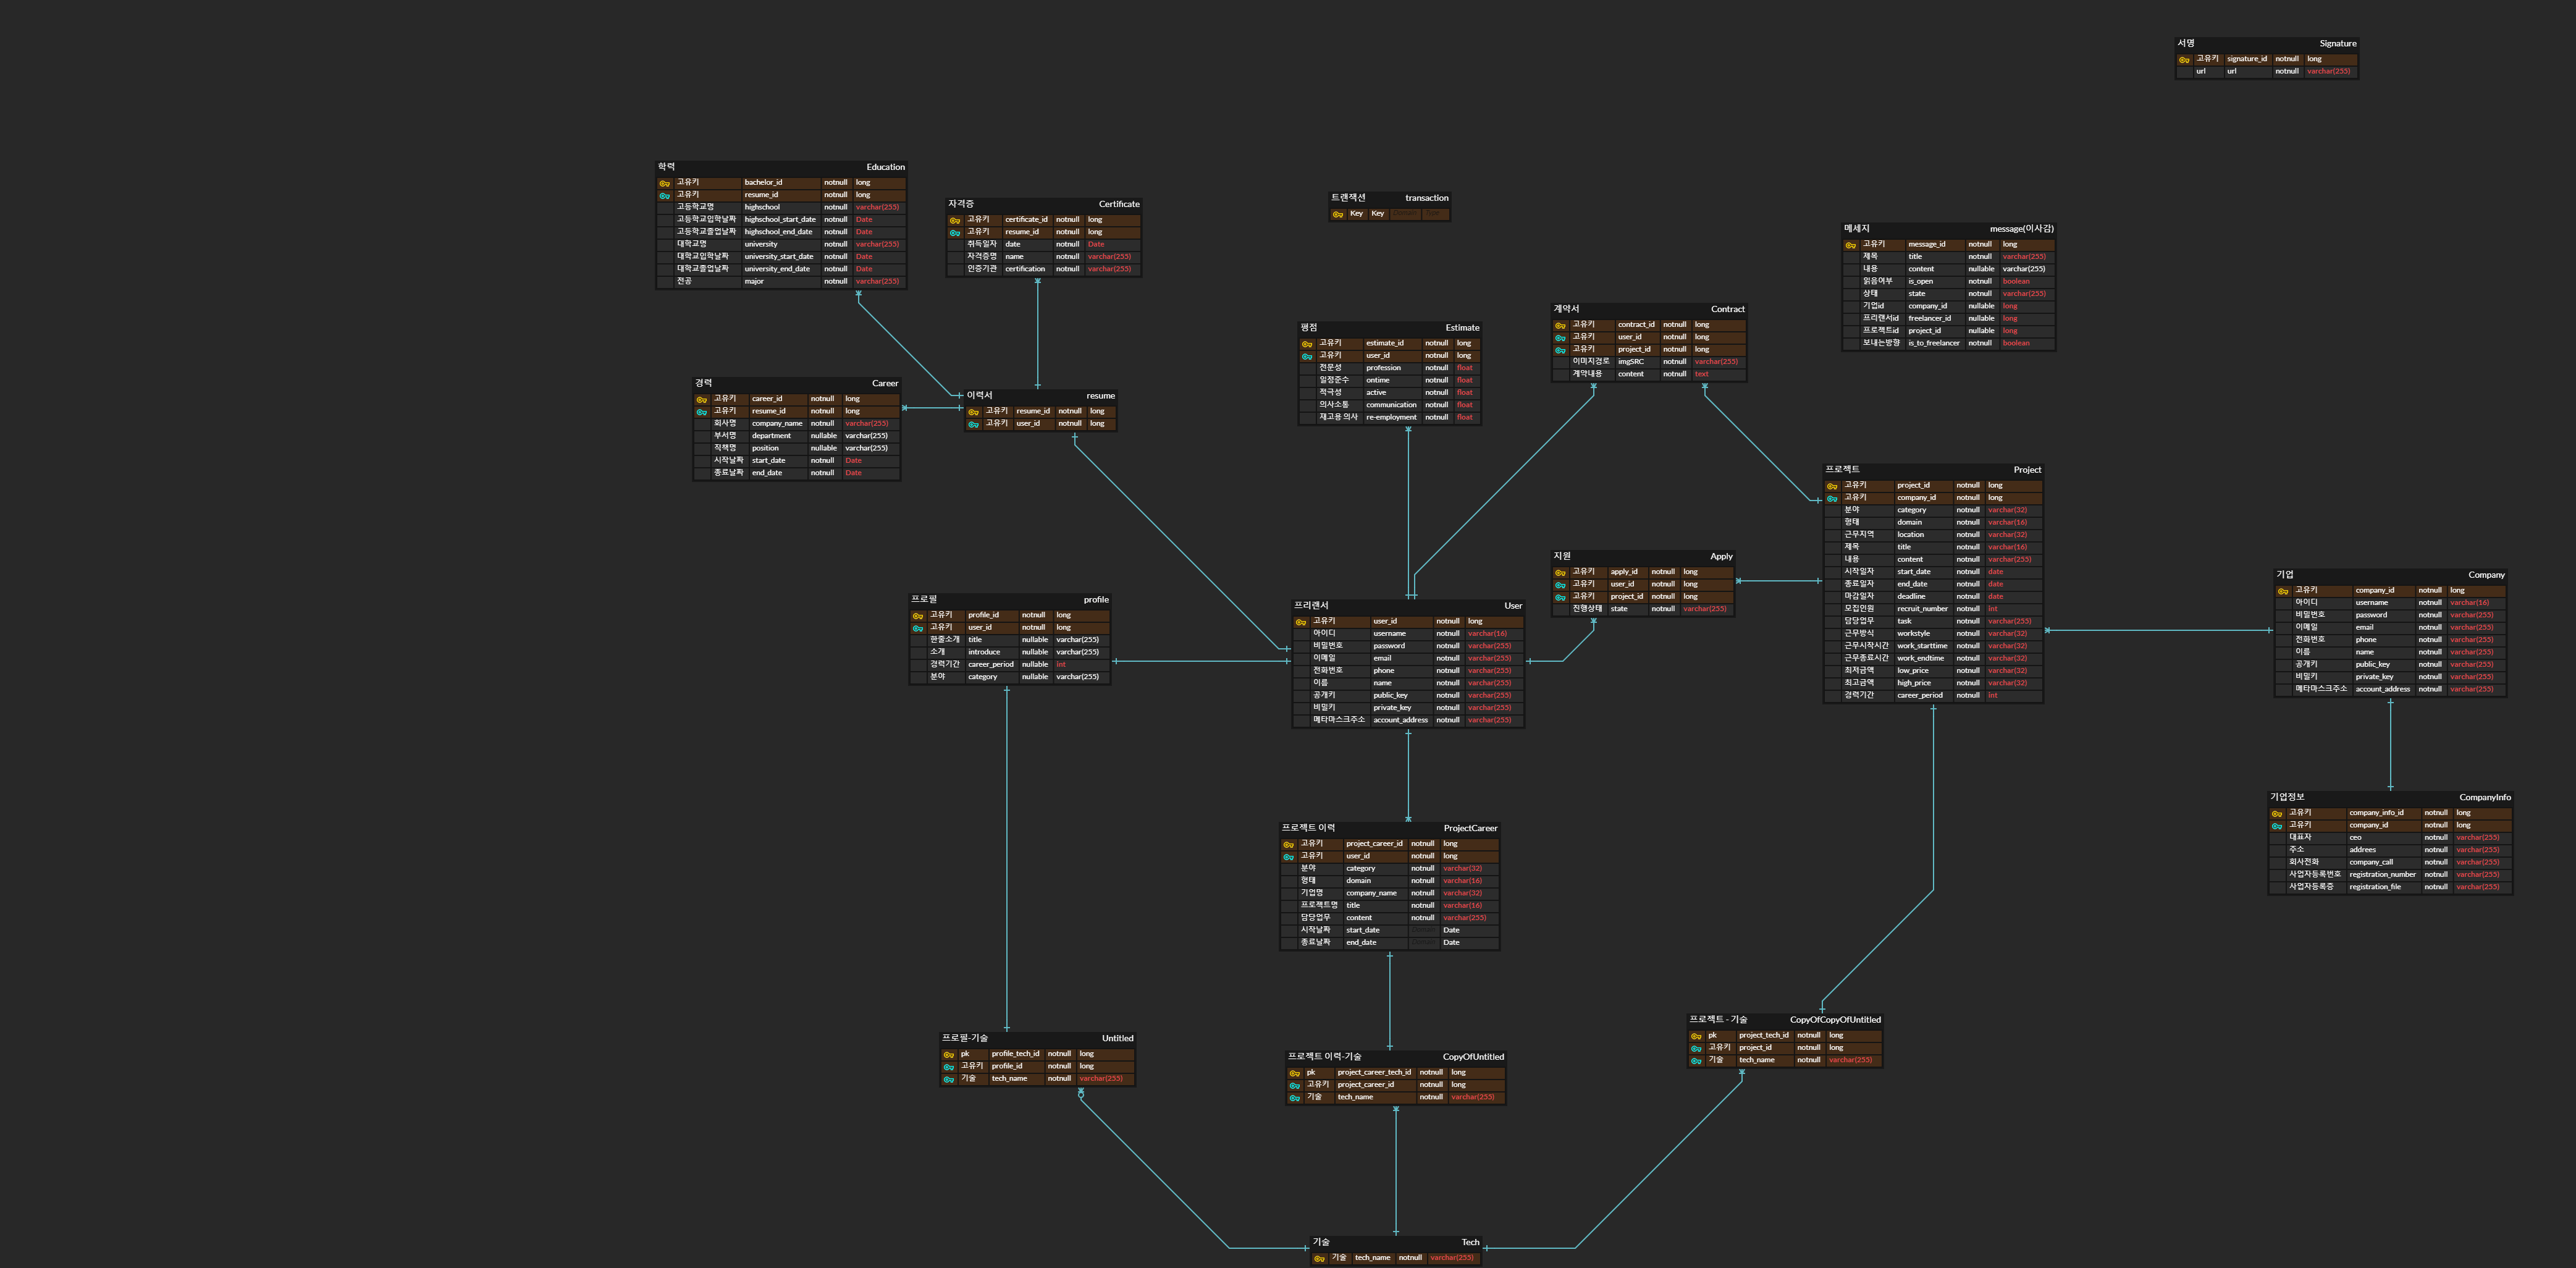 서명 Signature
고유키 signature_id notnull long
url url notnull varchar(255)
학력 Education
고유키 bachelor_id notnull long
고유키 resume_id notnull long
고등학교명 highschool notnull varchar(255)
고등학교입학날짜 highschool_start_date notnull Date
고등학교졸업날짜 highschool_end_date notnull Date
대학교명 university notnull varchar(255)
대학교입학날짜 university_start_date notnull Date
대학교졸업날짜 university_end_date notnull Date
전공 major notnull varchar(255)
자격증 Certificate
고유키 certificate_id notnull long
고유키 resume_id notnull long
취득일자 date notnull Date
자격증명 name notnull varchar(255)
인증기관 certification notnull varchar(255)
트랜잭션 transaction
Key Key Domain Type
메세지 message(이사감)
고유키 message_id notnull long
제목 title notnull varchar(255)
내용 content nullable varchar(255)
읽음여부 is_open notnull boolean
상태 state notnull varchar(255)
기업id company_id nullable long
프리랜서id freelancer_id nullable long
프로젝트id project_id nullable long
보내는방향 is_to_freelancer notnull boolean
계약서 Contract
고유키 contract_id notnull long
고유키 user_id notnull long
고유키 project_id notnull long
이미지경로 imgSRC notnull varchar(255)
계약내용 content notnull text
평점 Estimate
고유키 estimate_id notnull long
고유키 user_id notnull long
전문성 profession notnull float
일정준수 ontime notnull float
적극성 active notnull float
의사소통 communication notnull float
재고용 의사 re-employment notnull float
경력 Career
고유키 career_id notnull long
고유키 resume_id notnull long
회사명 company_name notnull varchar(255)
부서명 department nullable varchar(255)
직책명 position nullable varchar(255)
시작날짜 start_date notnull Date
종료날짜 end_date notnull Date
이력서 resume
고유키 resume_id notnull long
고유키 user_id notnull long
프로젝트 Project
고유키 project_id notnull long
고유키 company_id notnull long
분야 category notnull varchar(32)
형태 domain notnull varchar(16)
근무지역 location notnull varchar(32)
제목 title notnull varchar(16)
내용 content notnull varchar(255)
시작일자 start_date notnull date
종료일자 end_date notnull date
마감일자 deadline notnull date
모집인원 recruit_number notnull int
담당업무 task notnull varchar(255)
근무방식 workstyle notnull varchar(32)
근무시작시간 work_starttime notnull varchar(32)
근무종료시간 work_endtime notnull varchar(32)
최저금액 low_price notnull varchar(32)
최고금액 high_price notnull varchar(32)
경력기간 career_period notnull int
지원 Apply
고유키 apply_id notnull long
고유키 user_id notnull long
고유키 project_id notnull long
진행상태 state notnull varchar(255)
기업 Company
고유키 company_id notnull long
아이디 username notnull varchar(16)
비밀번호 password notnull varchar(255)
이메일 email notnull varchar(255)
전화번호 phone notnull varchar(255)
이름 name notnull varchar(255)
공개키 public_key notnull varchar(255)
비밀키 private_key notnull varchar(255)
메타마스크주소 account_address notnull varchar(255)
프로필 profile
고유키 profile_id notnull long
고유키 user_id notnull long
한줄소개 title nullable varchar(255)
소개 introduce nullable varchar(255)
경력기간 career_period nullable int
분야 category nullable varchar(255)
프리랜서 User
고유키 user_id notnull long
아이디 username notnull varchar(16)
비밀번호 password notnull varchar(255)
이메일 email notnull varchar(255)
전화번호 phone notnull varchar(255)
이름 name notnull varchar(255)
공개키 public_key notnull varchar(255)
비밀키 private_key notnull varchar(255)
메타마스크주소 account_address notnull varchar(255)
기업정보 CompanyInfo
고유키 company_info_id notnull long
고유키 company_id notnull long
대표자 ceo notnull varchar(255)
주소 addrees notnull varchar(255)
회사전화 company_call notnull varchar(255)
사업자등록번호 registration_number notnull varchar(255)
사업자등록증 registration_file notnull varchar(255)
프로젝트 이력 ProjectCareer
고유키 project_career_id notnull long
고유키 user_id notnull long
분야 category notnull varchar(32)
형태 domain notnull varchar(16)
기업명 company_name notnull varchar(32)
프로젝트명 title notnull varchar(16)
담당업무 content notnull varchar(255)
시작날짜 start_date Domain Date
종료날짜 end_date Domain Date
프로필-기술 Untitled
pk profile_tech_id notnull long
고유키 profile_id notnull long
기술 tech_name notnull varchar(255)
프로젝트 이력-기술 CopyOfUntitled
pk project_career_tech_id notnull long
고유키 project_career_id notnull long
기술 tech_name notnull varchar(255)
프로젝트 - 기술 CopyOfCopyOfUntitled
pk project_tech_id notnull long
고유키 project_id notnull long
기술 tech_name notnull varchar(255)
기술 Tech
기술 tech_name notnull varchar(255)